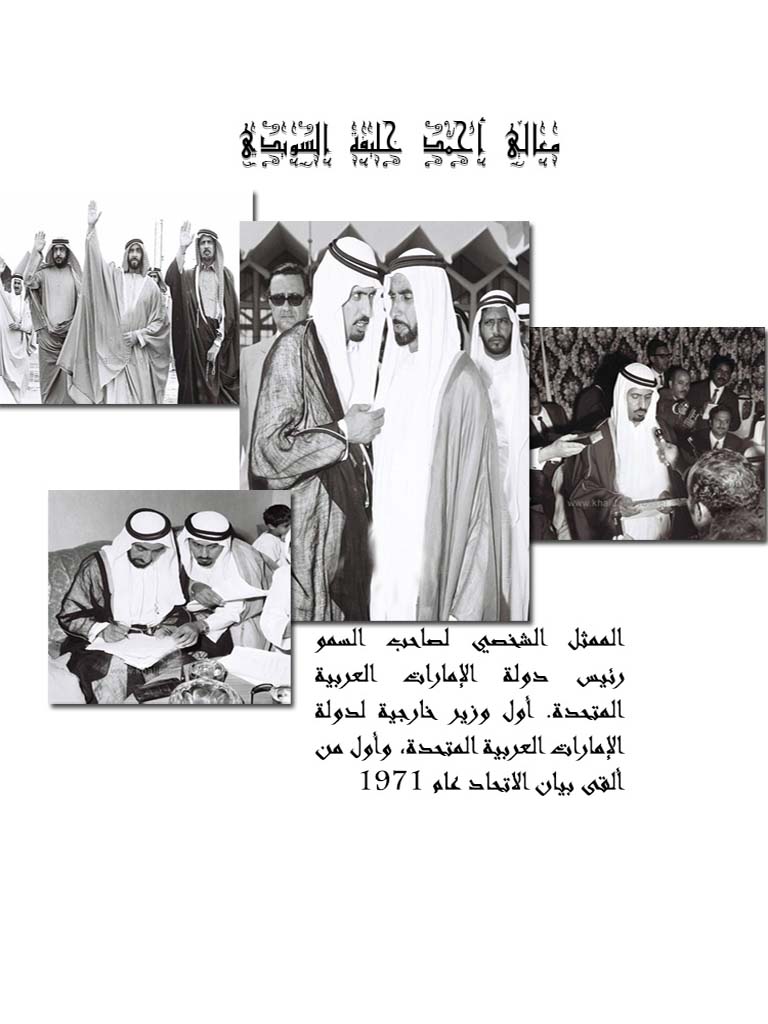 معالي أحمد خليفة السويدي
الممثل الشخصي لصاحب السمو
رئيس دولة الإمارات العربية
المتحدة. أول وزير خارجية لدولة
الإمارات العربية المتحدة، وأول من
ألقى بيان الاتحاد عام 1971